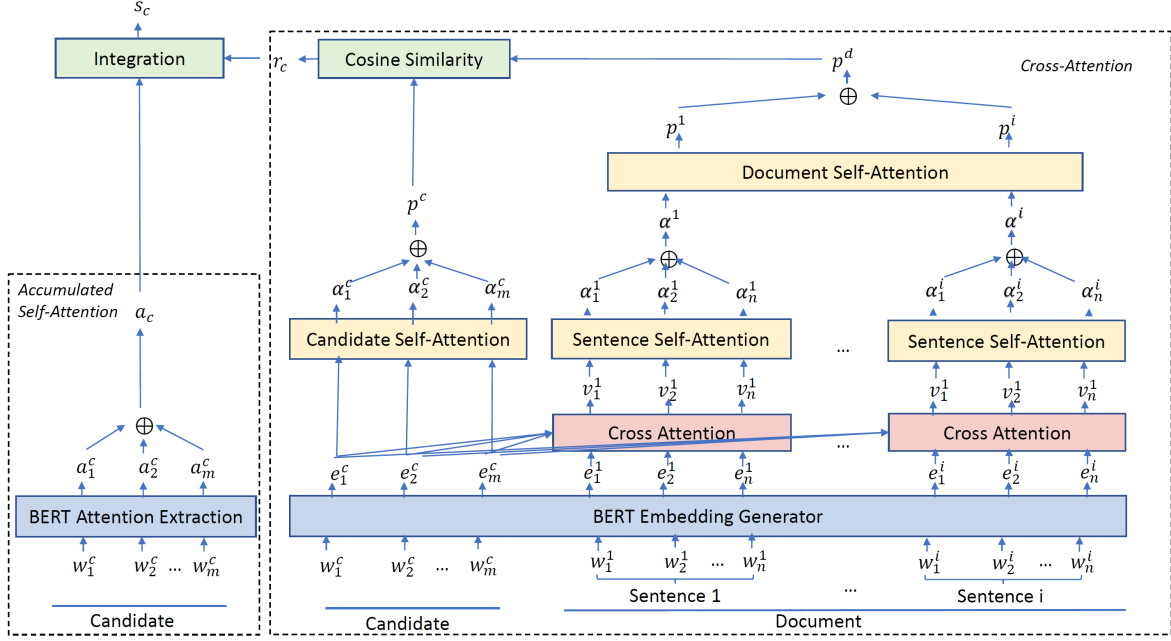 s_c
Integration
r_c
Cosine Similarity
p^d
Cross-Attention
p^1
p^i
Document Self-Attention
p^c
α^1
α^i
Accumulated
Self-Attention
a_c
α_1^c α_2^c α_m^c
α_1^1 α_2^1 α_n^1
α_1^i α_2^i α_n^i
Candidate Self-Attention
Sentence Self-Attention
...
Sentence Self-Attention
v_1^1 v_2^1 v_n^1
v_1^1 v_2^1 v_n^1
Cross Attention
...
Cross Attention
a_1^c a_2^c a_m^c
e_1^c e_2^c e_m^c
e_1^1 e_2^1 e_n^1
e_1^i e_2^i e_n^i
BERT Attention Extraction
BERT Embedding Generator
w_1^c w_2^c ... w_m^c
w_1^c w_2^c ... w_m^c
w_1^1 w_2^1 ... w_n^1
w_1^i w_2^i ... w_n^i
Sentence 1
...
Sentence i
Candidate
Candidate
Document